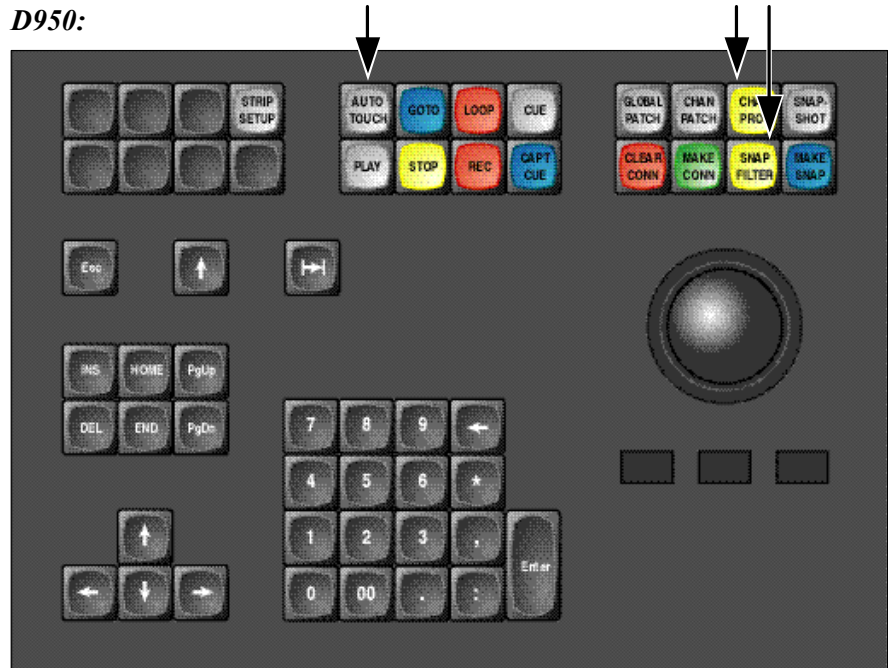 D950:
STRIP SETUP
AUTO TOUCH GOTO LOOP CUE
GLOBAL PATCH CHAN PATCH SNAP-SHOT
PLAY STOP REC CAPT CUE
CLEAR CONN MAKE CONN SNAP FILTER MAKE SNAP
Esc
INS HOME PgUp
DEL END PgDn
7 8 9
4 5 6 *
1 2 3 ,
Enter
0 00 . :